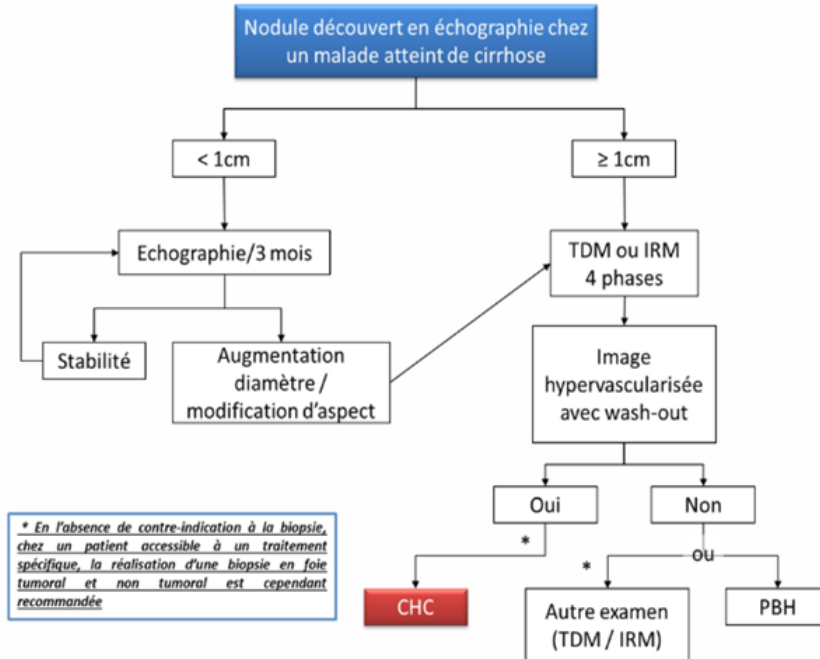 Nodule découvert en échographie chez
un malade atteint de cirrhose
< 1cm
≥ 1cm
Echographie/3 mois
TDM ou IRM
4 phases
Stabilité
Augmentation
diamètre /
modification d'aspect
Image
hypervascularisée
avec wash-out
Oui
Non
*
*
ou
CHC
Autre examen
(TDM / IRM)
PBH
* En l'absence de contre-indication à la biopsie,
chez un patient accessible à un traitement
spécifique, la réalisation d'une biopsie en foie
tumoral et non tumoral est cependant
recommandée